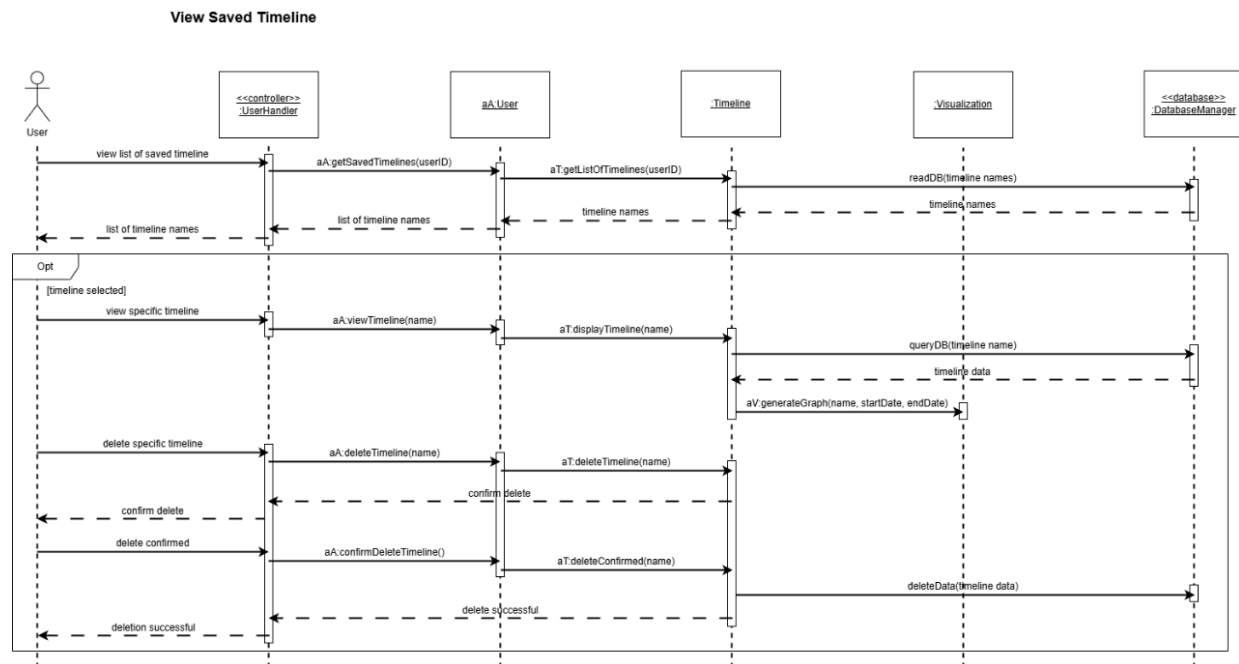 View Saved Timeline
User
<<controller>>
:UserHandler
aA:User
:Timeline
:Visualization
<<database>>
:DatabaseManager
view list of saved timeline
aA:getSavedTimelines(userID)
aT:getListOfTimelines(userID)
readDB(timeline names)
timeline names
timeline names
list of timeline names
list of timeline names
Opt
[timeline selected]
view specific timeline
aA:viewTimeline(name)
aT:displayTimeline(name)
queryDB(timeline name)
timeline data
aV:generateGraph(name, startDate, endDate)
delete specific timeline
aA:deleteTimeline(name)
aT:deleteTimeline(name)
confirm delete
confirm delete
delete confirmed
aA:confirmDeleteTimeline()
aT:deleteConfirmed(name)
deleteData(timeline data)
delete successful
deletion successful